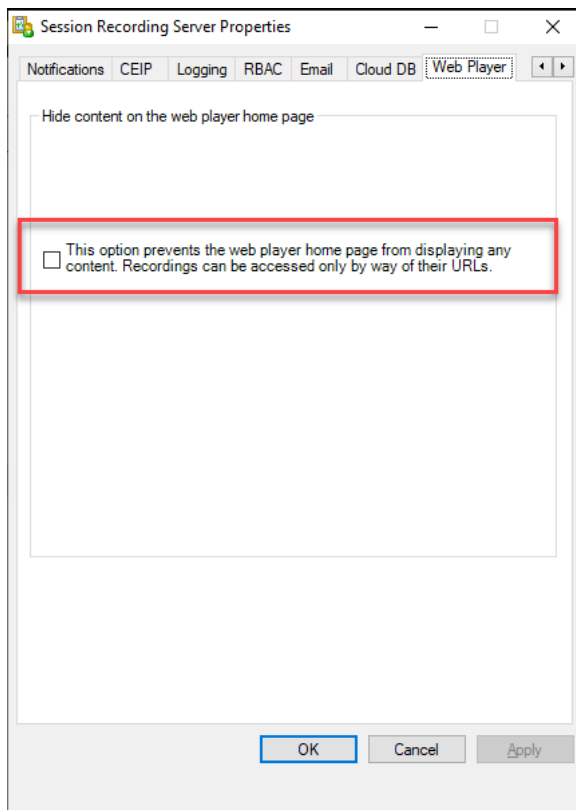 Session Recording Server Properties
Notifications CEIP Logging RBAC Email Cloud DB Web Player
Hide content on the web player home page
This option prevents the web player home page from displaying any
content. Recordings can be accessed only by way of their URLs.
OK Cancel Apply